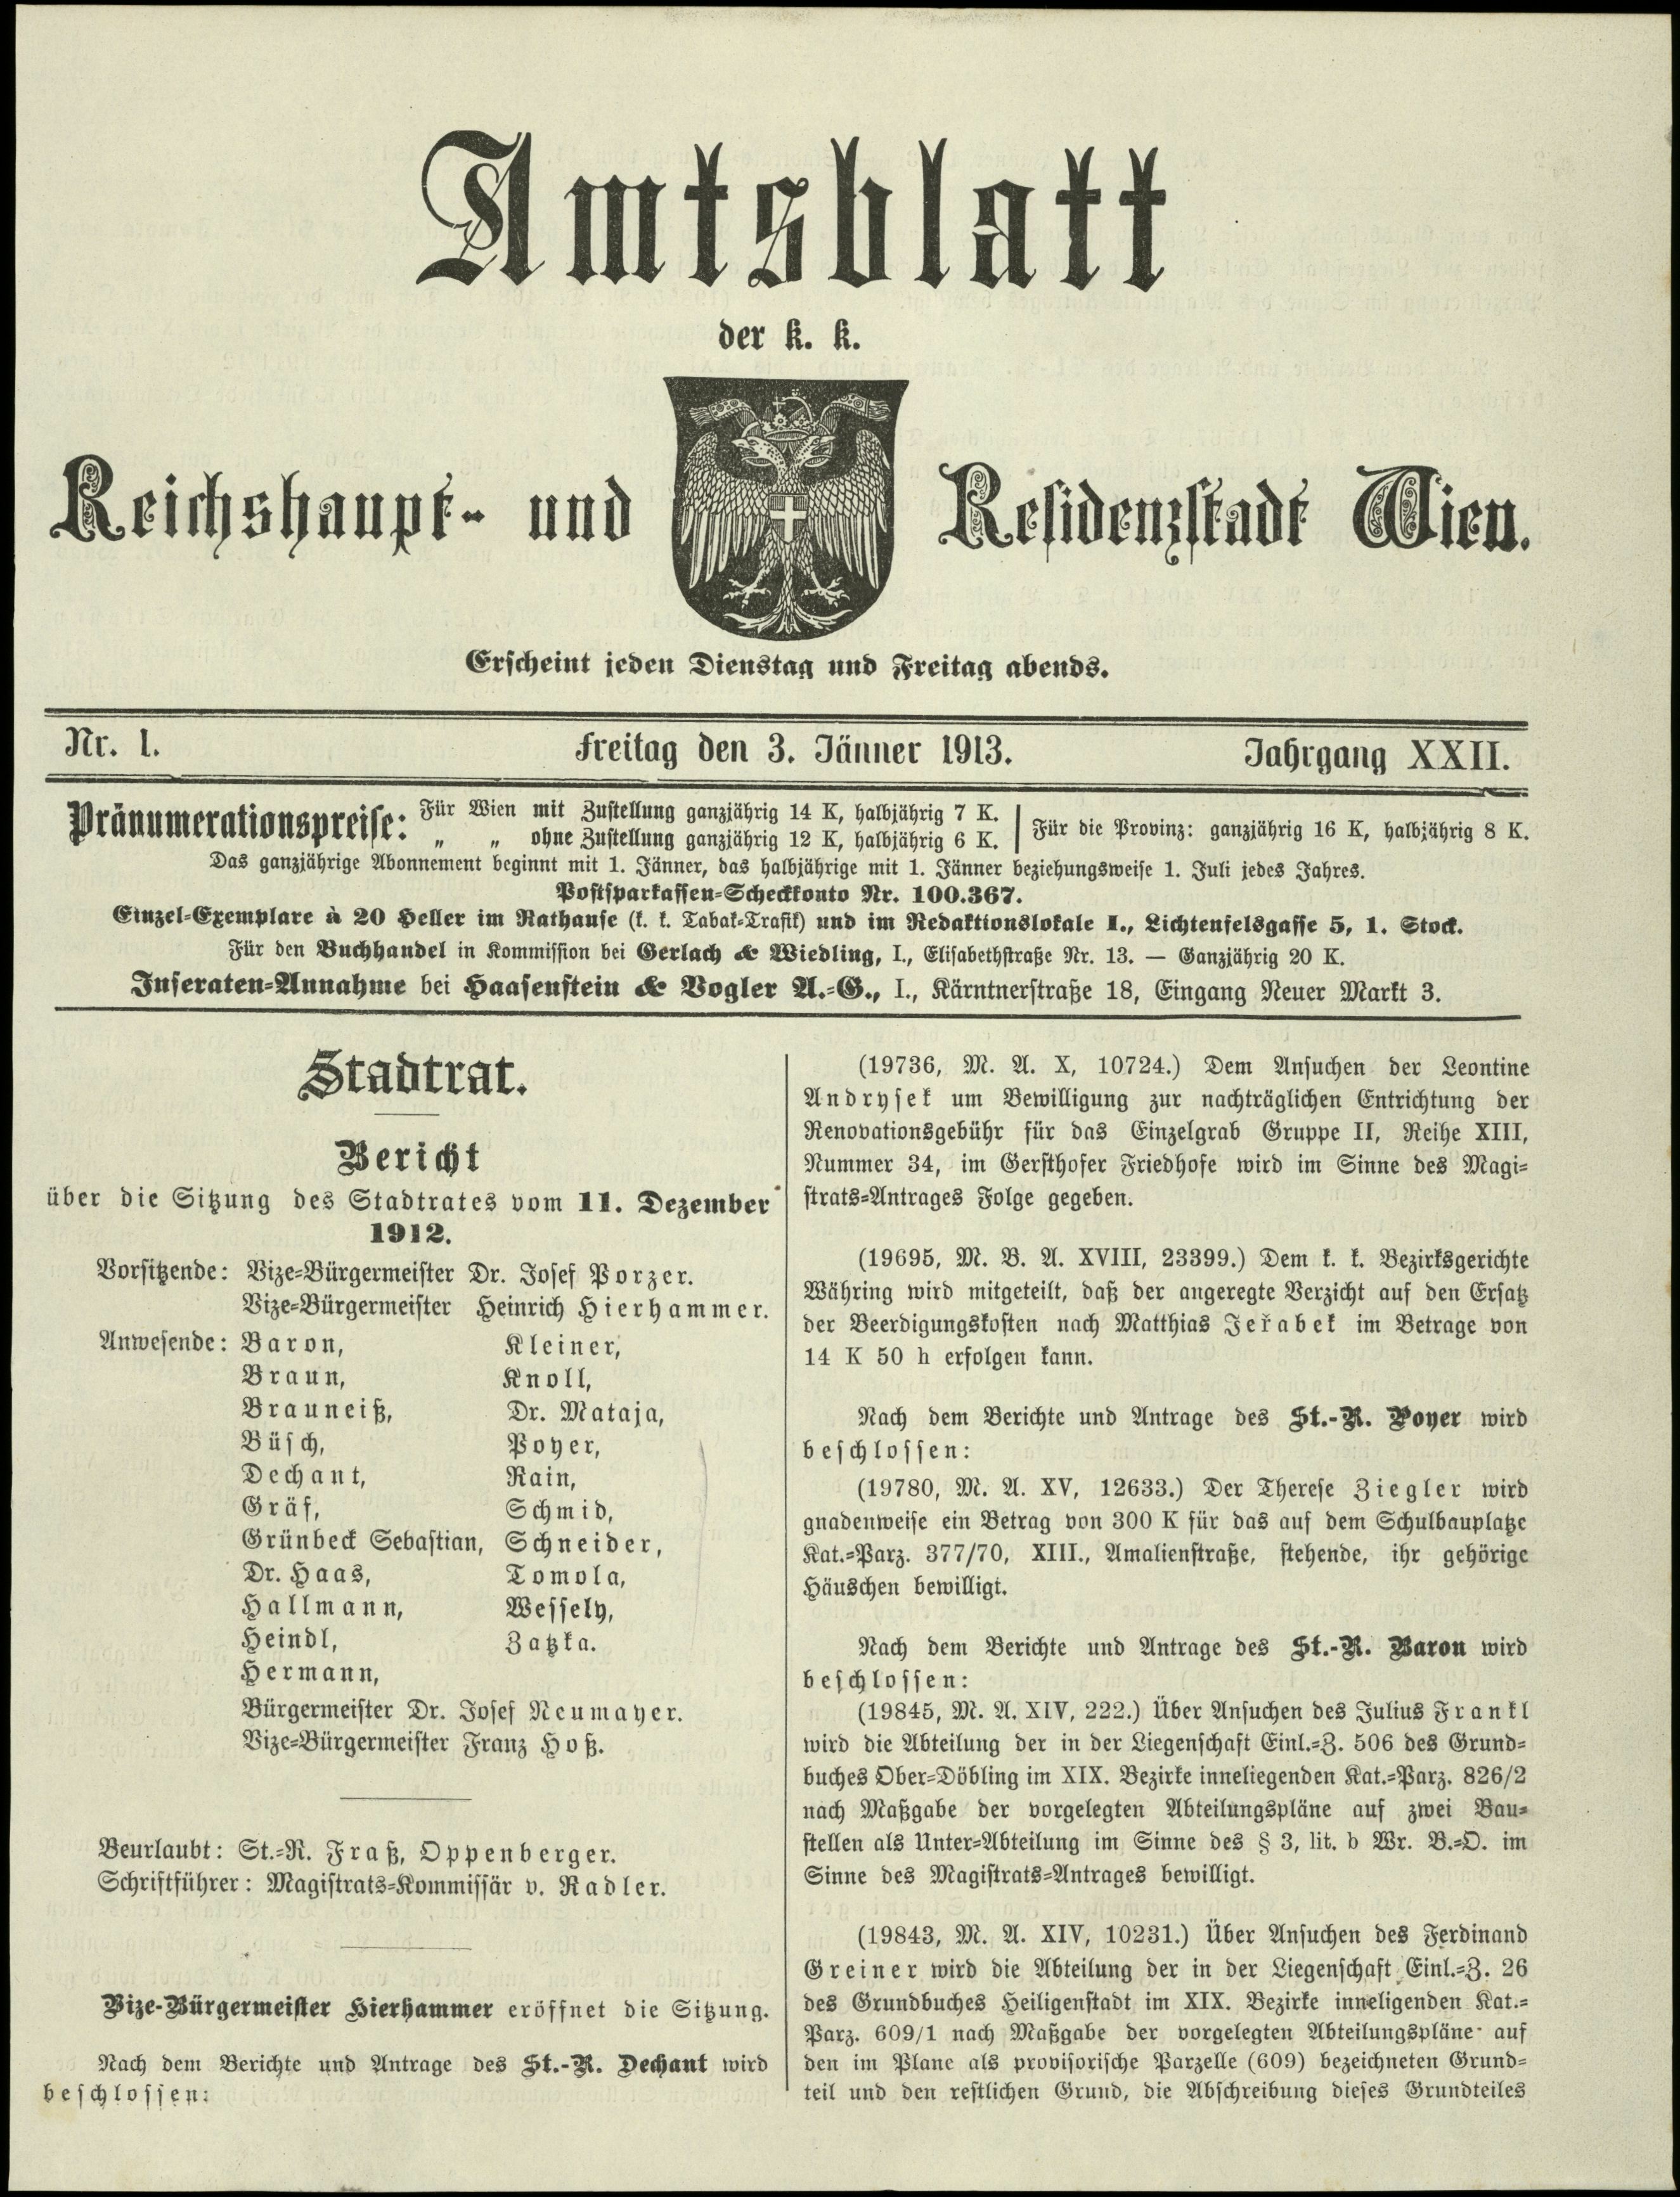 Amtsblatt
der k. k.
Reichshaupt- und Residenzstadt Wien.
Erscheint jeden Dienstag und Freitag abends.
Nr. 1. Freitag den 3. Jänner 1913. Jahrgang XXII.
Pränumerationspreise: Für Wien mit Zustellung ganzjährig 14 K, halbjährig 7 K.
„ „ ohne Zustellung ganzjährig 12 K, halbjährig 6 K.
Für die Provinz: ganzjährig 16 K, halbjährig 8 K.
Das ganzjährige Abonnement beginnt mit 1. Jänner, das halbjährige mit 1. Jänner beziehungsweise 1. Juli jedes Jahres.
Postsparkassen-Scheckkonto Nr. 100.367.
Einzel-Exemplare à 20 Heller im Rathause (k. k. Tabak-Trafik) und im Redaktionslokale I., Lichtenfelsgasse 5, 1. Stock.
Für den Buchhandel in Kommission bei Gerlach & Wiedling, I., Elisabethstraße Nr. 13. — Ganzjährig 20 K.
Inseraten-Annahme bei Haasenstein & Vogler A.-G., I., Kärntnerstraße 18, Eingang Neuer Markt 3.
Stadtrat.
Bericht
über die Sitzung des Stadtrates vom 11. Dezember
1912.
Vorsitzende: Vize-Bürgermeister Dr. Josef Porzer.
Vize-Bürgermeister Heinrich Hierhammer.
Anwesende: Baron, Kleiner,
Braun, Knoll,
Brauneiß, Dr. Mataja,
Büsch, Poyer,
Dechant, Rain,
Gräf, Schmid,
Grünbeck Sebastian, Schneider,
Dr. Haas, Tomola,
Hallmann, Wessely,
Heindl, Zatzka.
Hermann,
Bürgermeister Dr. Josef Neumayer.
Vize-Bürgermeister Franz Hoß.
Beurlaubt: St.-R. Fraß, Oppenberger.
Schriftführer: Magistrats-Kommissär v. Radler.
Vize-Bürgermeister Hierhammer eröffnet die Sitzung.
Nach dem Berichte und Antrage des St.-R. Dechant wird
beschlossen:
(19736, M. A. X, 10724.) Dem Ansuchen der Leontine
Andrysek um Bewilligung zur nachträglichen Entrichtung der
Renovationsgebühr für das Einzelgrab Gruppe II, Reihe XIII,
Nummer 34, im Gersthofer Friedhofe wird im Sinne des Magi-
strats-Antrages Folge gegeben.
(19695, M. B. A. XVIII, 23399.) Dem k. k. Bezirksgerichte
Währing wird mitgeteilt, daß der angeregte Verzicht auf den Ersatz
der Beerdigungskosten nach Matthias Jeřabek im Betrage von
14 K 50 h erfolgen kann.
Nach dem Berichte und Antrage des St.-R. Poyer wird
beschlossen:
(19780, M. A. XV, 12633.) Der Therese Ziegler wird
gnadenweise ein Betrag von 300 K für das auf dem Schulbauplatze
Kat.-Parz. 377/70, XIII., Amalienstraße, stehende, ihr gehörige
Häuschen bewilligt.
Nach dem Berichte und Antrage des St.-R. Baron wird
beschlossen:
(19845, M. A. XIV, 222.) Über Ansuchen des Julius Frankl
wird die Abteilung der in der Liegenschaft Einl.-Z. 506 des Grund-
buches Ober-Döbling im XIX. Bezirke inneliegenden Kat.-Parz. 826/2
nach Maßgabe der vorgelegten Abteilungspläne auf zwei Bau-
stellen als Unter-Abteilung im Sinne des § 3, lit. b Wr. B.-O. im
Sinne des Magistrats-Antrages bewilligt.
(19843, M. A. XIV, 10231.) Über Ansuchen des Ferdinand
Greiner wird die Abteilung der in der Liegenschaft Einl.-Z. 26
des Grundbuches Heiligenstadt im XIX. Bezirke inneligenden Kat.-
Parz. 609/1 nach Maßgabe der vorgelegten Abteilungspläne auf
den im Plane als provisorische Parzelle (609) bezeichneten Grund-
teil und den restlichen Grund, die Abschreibung dieses Grundteiles